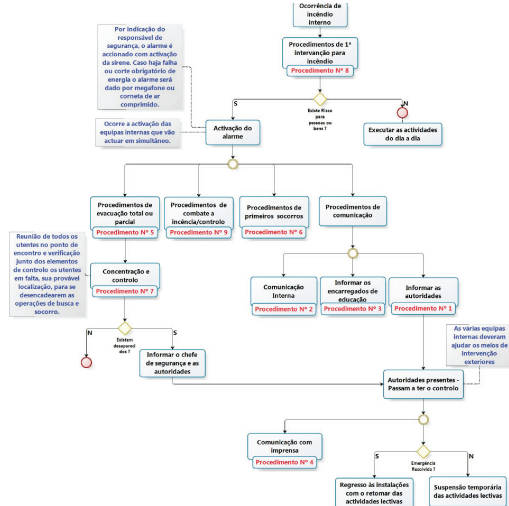 Ocorrência de
incêndio
interno
Por indicação do
responsável de
segurança, o alarme é
accionado com activação
da sirene. Caso haja falha
ou corte obrigatório de
energia o alarme será
dado por megafone ou
corneta de ar
comprimido.
Procedimentos de 1ª
intervenção para
incêndio
Procedimento Nº 8
S
N
Existe Risco
para
pessoas ou
bens ?
Ocorre a activação das
equipas internas que vão
actuar em simultâneo.
Activação do
alarme
Executar as actividades
do dia a dia
Procedimentos de
evacuação total ou
parcial
Procedimento Nº 5
Procedimentos de
combate a
incêncio/controlo
Procedimento Nº 9
Procedimentos de
primeiros socorros
Procedimento Nº 6
Procedimentos de
comunicação
Reunião de todos os
utentes no ponto de
encontro e verificação
junto dos elementos
de controlo os utentes
em falta, sua provável
localização, para se
desencadearem as
operações de busca e
socorro.
Concentração e
controlo
Procedimento Nº 7
Comunicação
Interna
Procedimento Nº 2
Informar os
encarregados de
educação
Procedimento Nº 3
Informar as
autoridades
Procedimento Nº 1
N
S
Existem
desapareci
dos ?
Informar o chefe
de segurança e as
autoridades
As várias equipas
internas deveram
ajudar os meios de
intervenção
exteriores
Autoridades presentes -
Passam a ter o controlo
Comunicação com
imprensa
Procedimento Nº 4
S
N
Emergência
Resolvida ?
Regresso às instalações
com o retomar das
actividades lectivas
Suspensão temporária
das actividades lectivas